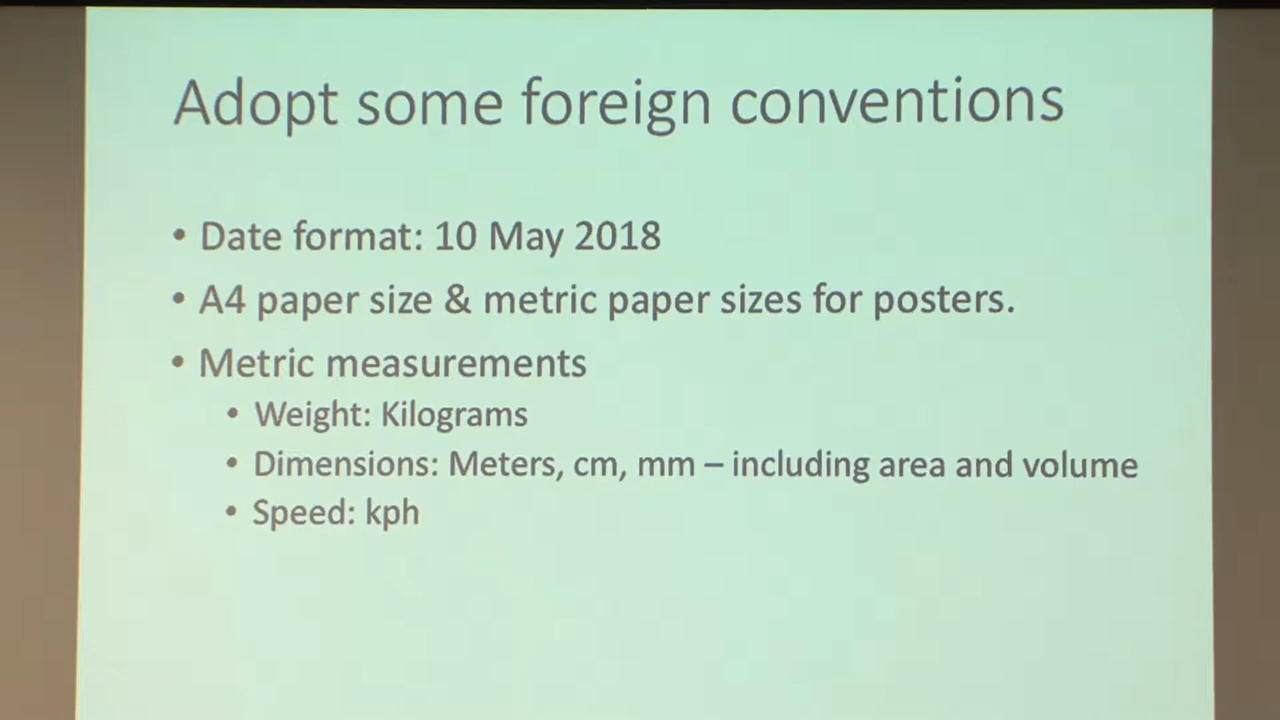 Adopt some foreign conventions
• Date format: 10 May 2018
• A4 paper size & metric paper sizes for posters.
• Metric measurements
• Weight: Kilograms
• Dimensions: Meters, cm, mm – including area and volume
• Speed: kph